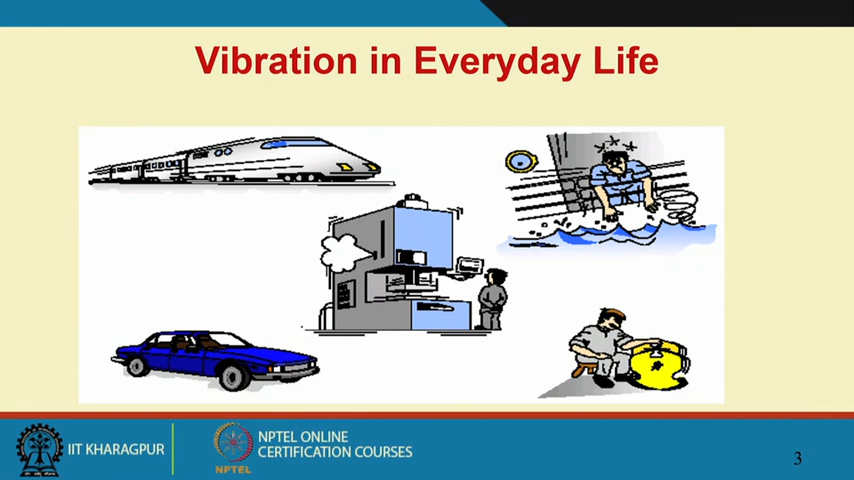 Vibration in Everyday Life
IIT KHARAGPUR
NPTEL
NPTEL ONLINE
CERTIFICATION COURSES
3